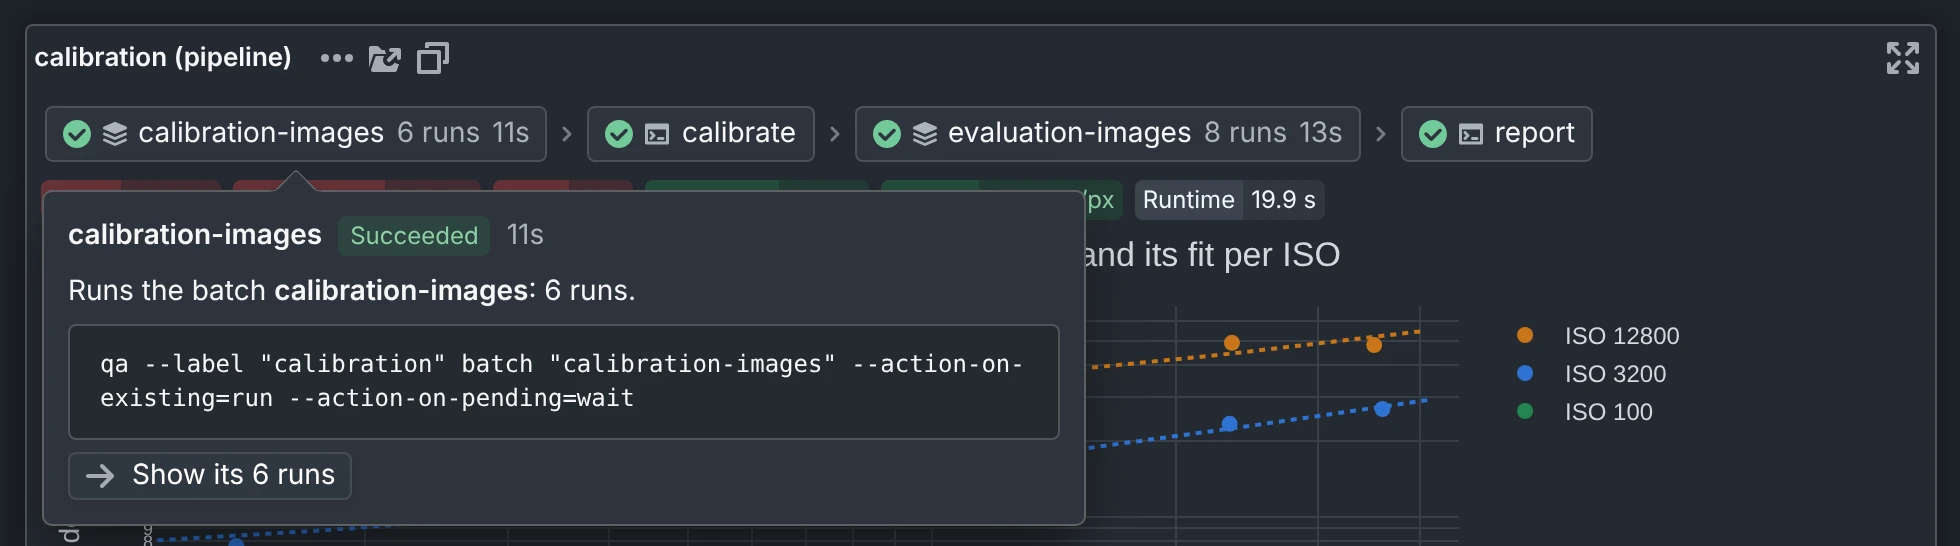 calibration (pipeline)
calibration-images 6 runs 11s
calibrate
evaluation-images 8 runs 13s
report
/px
Runtime 19.9 s
calibration-images Succeeded 11s
Runs the batch calibration-images: 6 runs.
qa --label "calibration" batch "calibration-images" --action-on-
existing=run --action-on-pending=wait
Show its 6 runs
and its fit per ISO
ISO 12800
ISO 3200
ISO 100